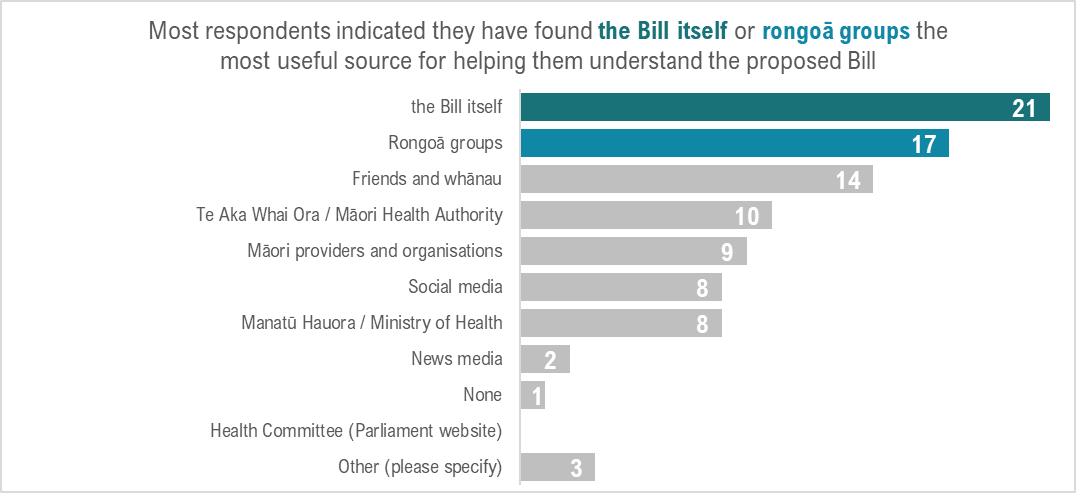 Most respondents indicated they have found the Bill itself or rongoā groups the
most useful source for helping them understand the proposed Bill
the Bill itself 21
Rongoā groups 17
Friends and whānau 14
Te Aka Whai Ora / Māori Health Authority 10
Māori providers and organisations 9
Social media 8
Manatū Hauora / Ministry of Health 8
News media 2
None 1
Health Committee (Parliament website)
Other (please specify) 3